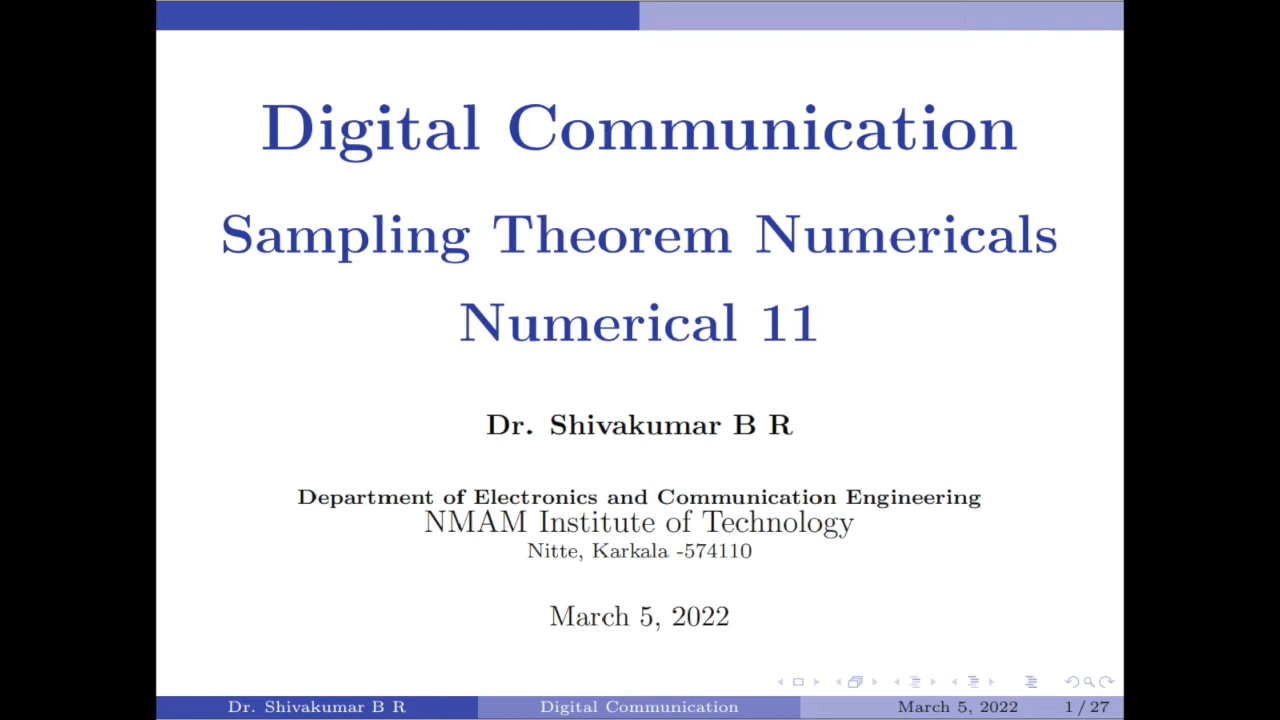 Digital Communication
Sampling Theorem Numericals
Numerical 11
Dr. Shivakumar B R
Department of Electronics and Communication Engineering
NMAM Institute of Technology
Nitte, Karkala -574110
March 5, 2022
Dr. Shivakumar B R Digital Communication March 5, 2022 1 / 27